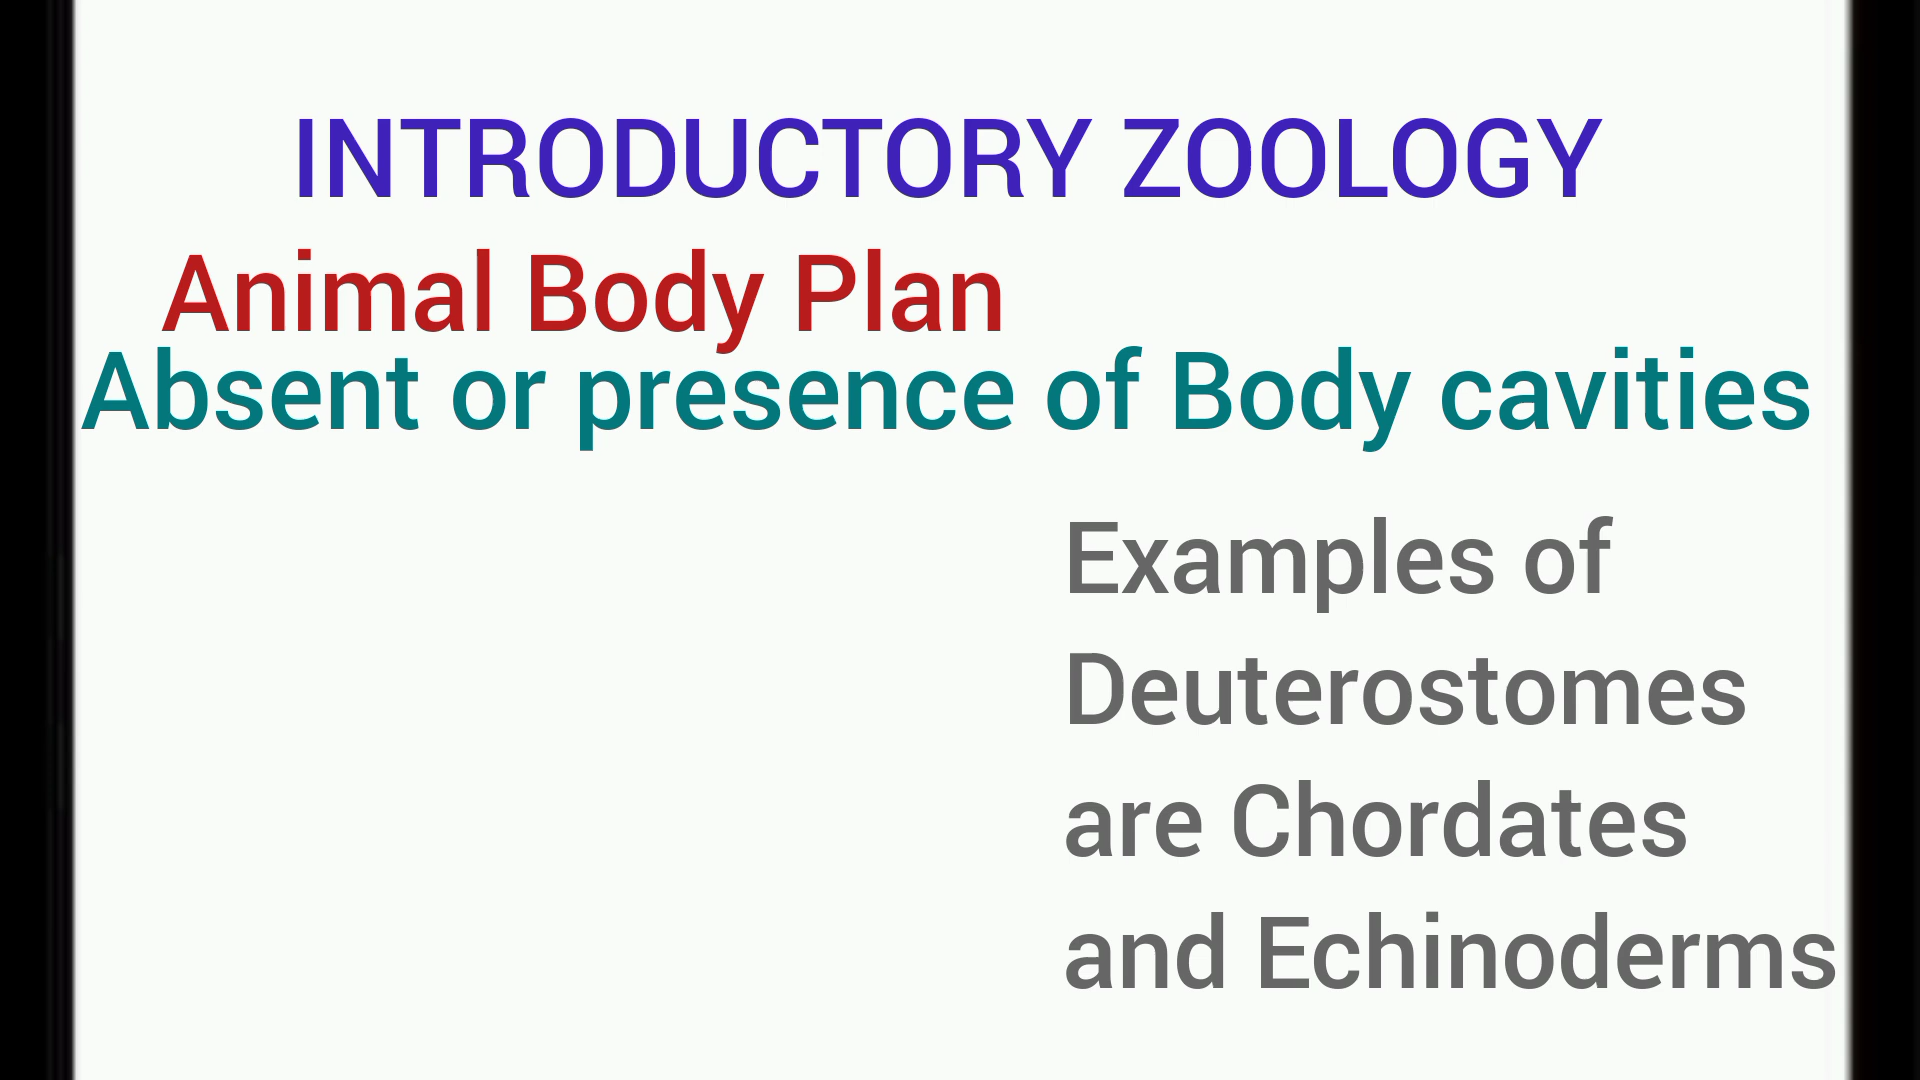 INTRODUCTORY ZOOLOGY
Animal Body Plan
Absent or presence of Body cavities
Examples of
Deuterostomes
are Chordates
and Echinoderms